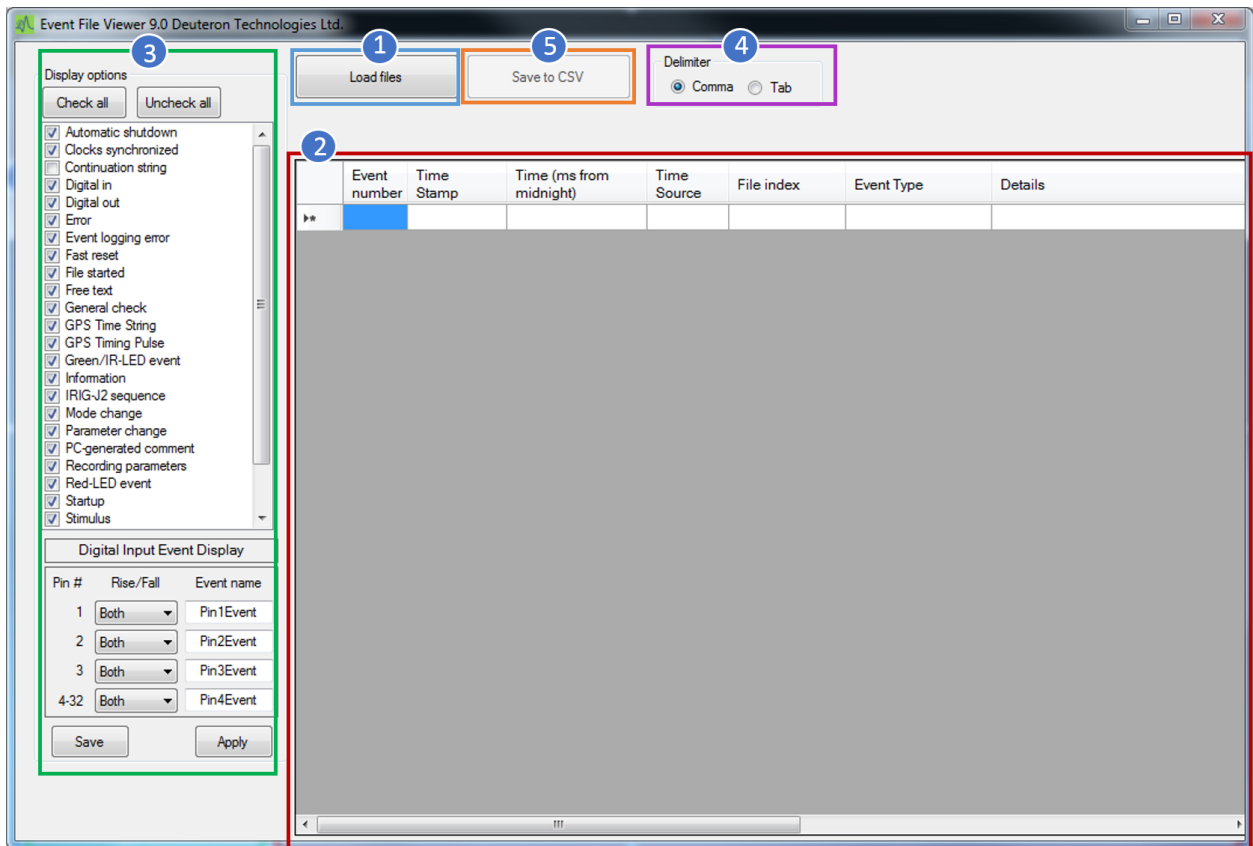 Event File Viewer 9.0 Deuteron Technologies Ltd.
3
1
5
4
Display options
Load files
Save to CSV
Delimiter
Comma
Tab
Check all
Uncheck all
Automatic shutdown
Clocks synchronized
Continuation string
Digital in
Digital out
Error
Event logging error
Fast reset
File started
Free text
General check
GPS Time String
GPS Timing Pulse
Green/IR-LED event
Information
IRIG-J2 sequence
Mode change
Parameter change
PC-generated comment
Recording parameters
Red-LED event
Startup
Stimulus
2
Event number
Time Stamp
Time (ms from midnight)
Time Source
File index
Event Type
Details
Digital Input Event Display
Pin # Rise/Fall Event name
1 Both Pin1Event
2 Both Pin2Event
3 Both Pin3Event
4-32 Both Pin4Event
Save
Apply